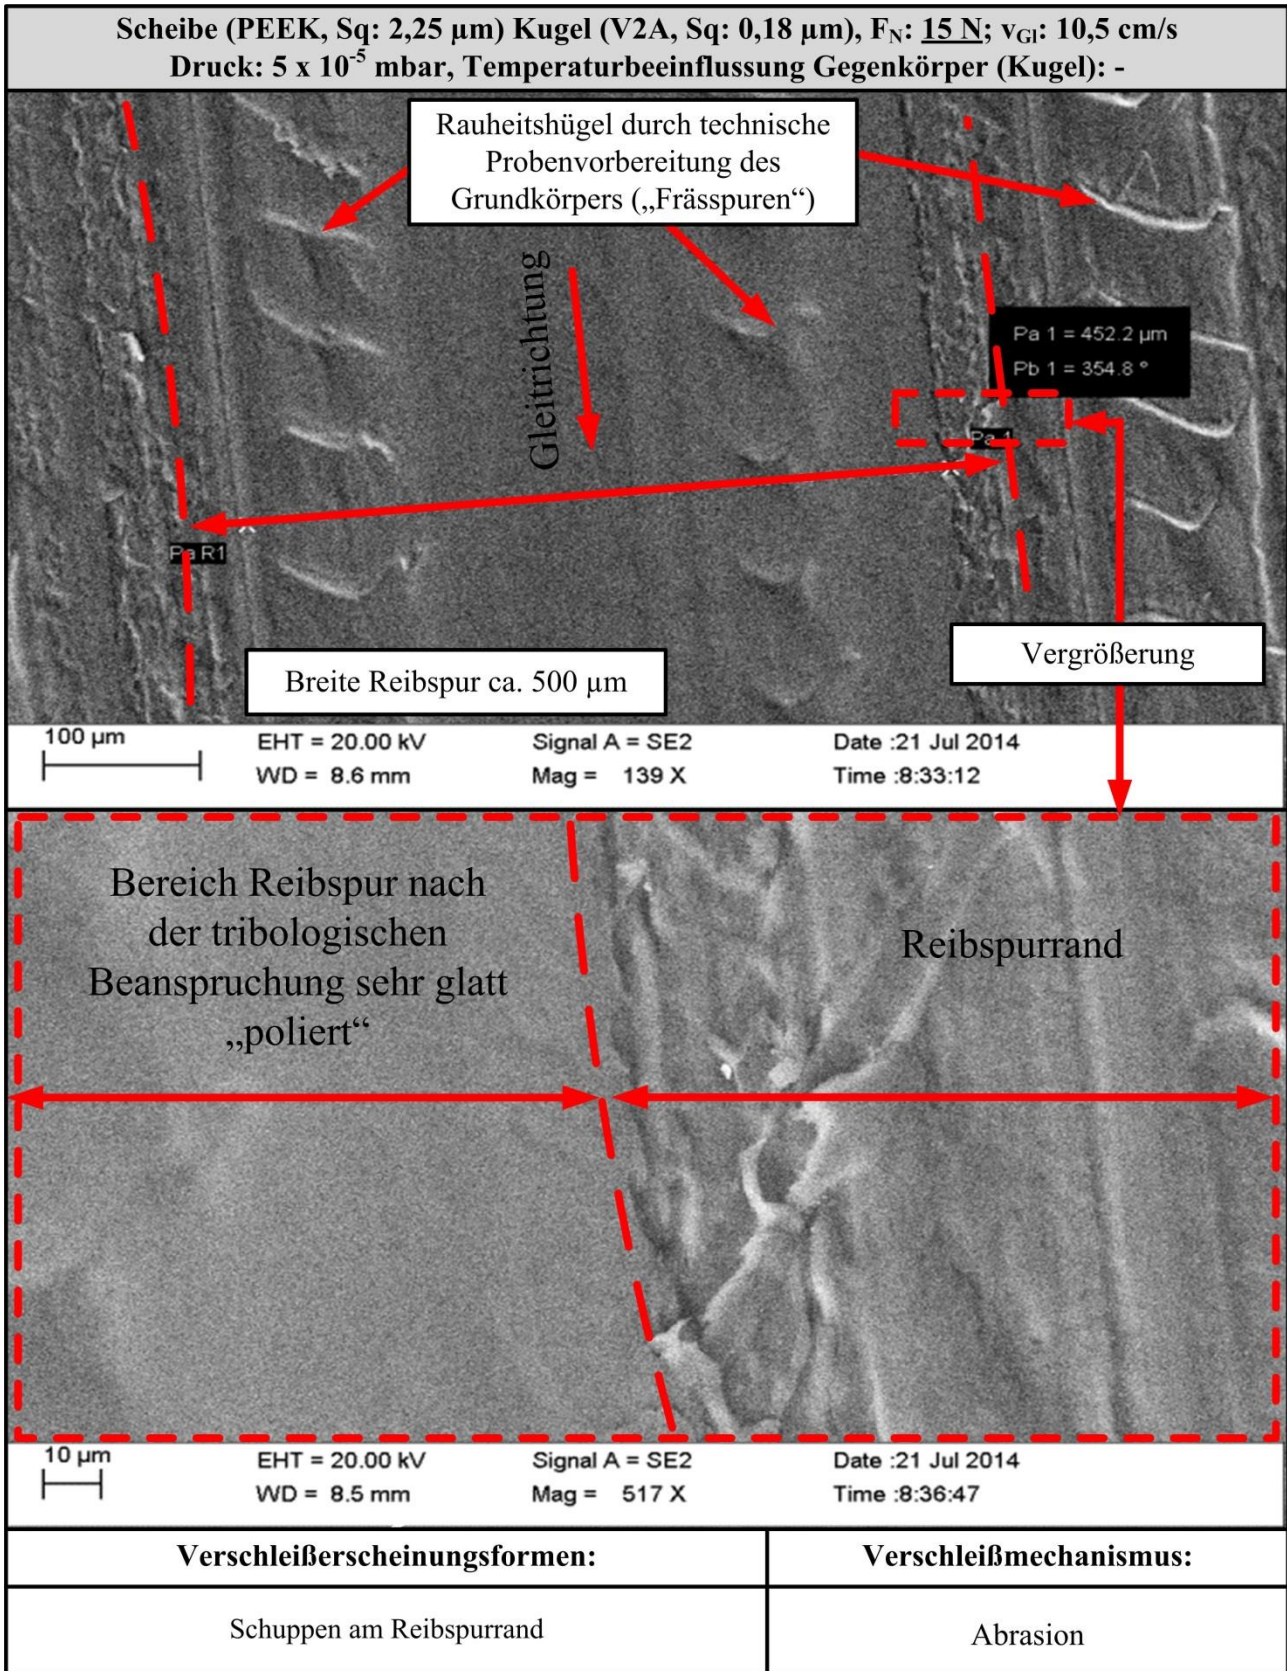 Scheibe (PEEK, Sq: 2,25 µm) Kugel (V2A, Sq: 0,18 µm), FN: 15 N; vGl: 10,5 cm/s
Druck: 5 x 10-5 mbar, Temperaturbeeinflussung Gegenkörper (Kugel): -
Rauheitshügel durch technische
Probenvorbereitung des
Grundkörpers („Frässpuren“)
Gleitrichtung
Pa 1 = 452.2 µm
Pb 1 = 354.8 °
Pa 1
Pa R1
Vergrößerung
Breite Reibspur ca. 500 µm
100 µm
EHT = 20.00 kV
Signal A = SE2
Date :21 Jul 2014
WD = 8.6 mm
Mag = 139 X
Time :8:33:12
Bereich Reibspur nach
der tribologischen
Beanspruchung sehr glatt
„poliert“
Reibspurrand
10 µm
EHT = 20.00 kV
Signal A = SE2
Date :21 Jul 2014
WD = 8.5 mm
Mag = 517 X
Time :8:36:47
Verschleißerscheinungsformen:
Verschleißmechanismus:
Schuppen am Reibspurrand
Abrasion